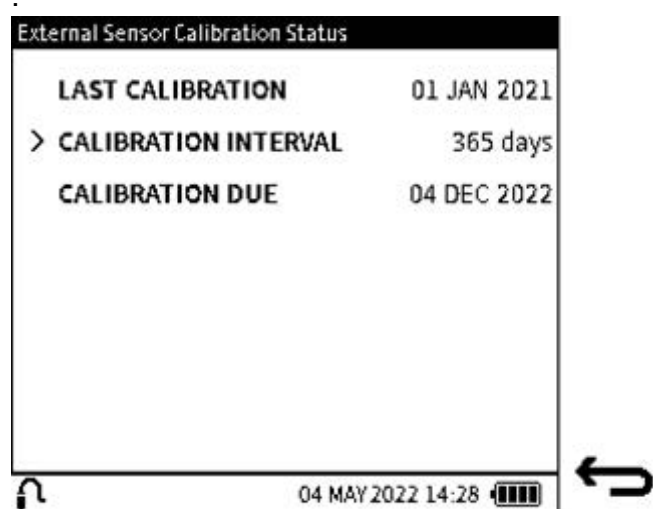 .
External Sensor Calibration Status
LAST CALIBRATION 01 JAN 2021
> CALIBRATION INTERVAL 365 days
CALIBRATION DUE 04 DEC 2022
04 MAY 2022 14:28